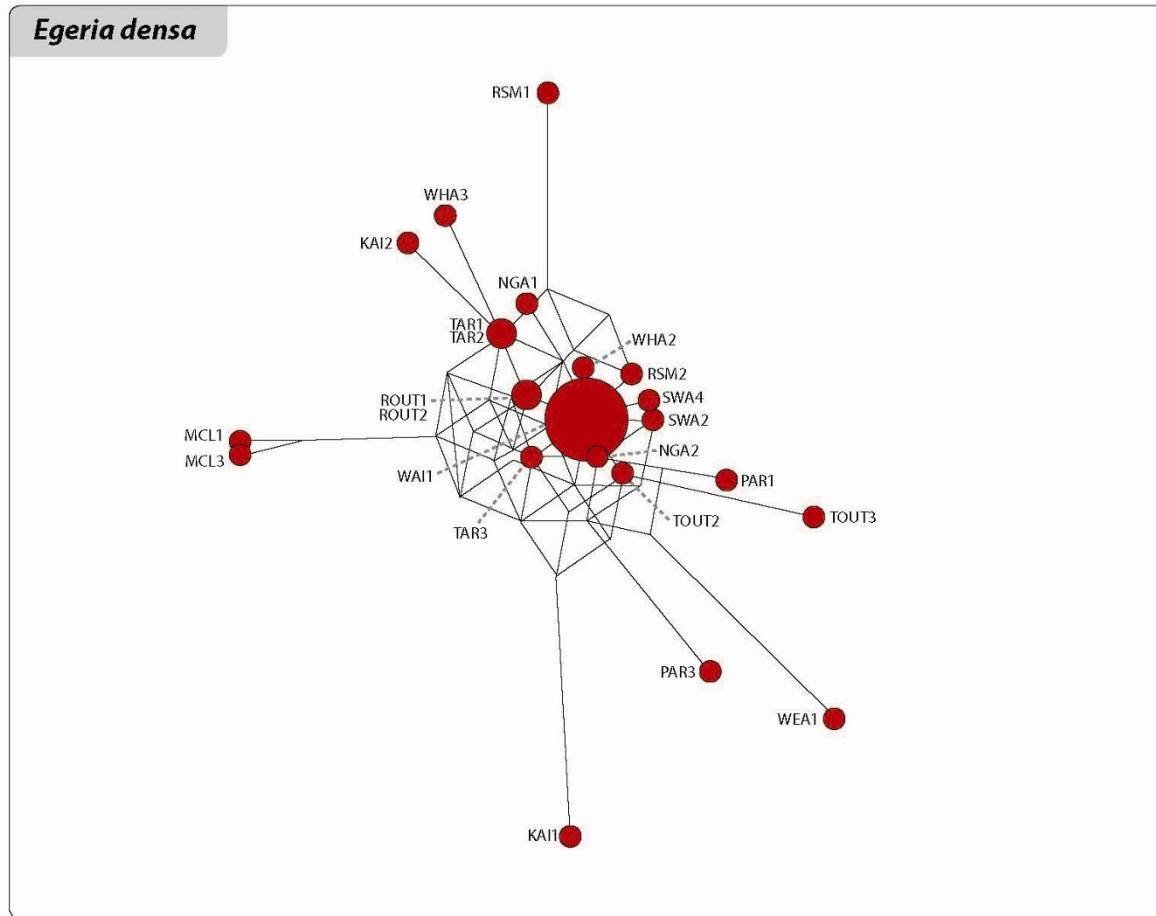 Egeria densa
RSM1
WHA3
KAI2
NGA1
TAR1
TAR2
WHA2
RSM2
ROUT1
ROUT2
SWA4
SWA2
MCL1
MCL3
NGA2
WAI1
PAR1
TOUT3
TAR3
TOUT2
PAR3
WEA1
KAI1